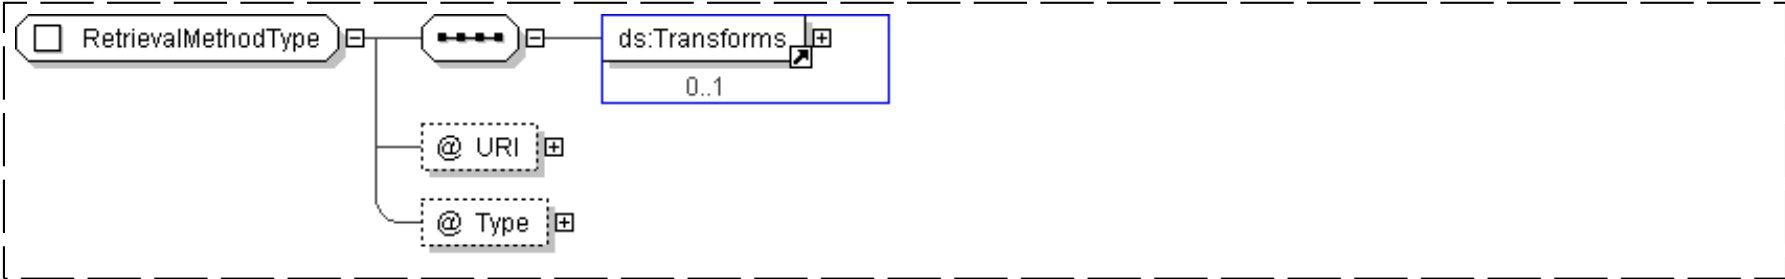 RetrievalMethodType
ds:Transforms
0..1
@ URI
@ Type